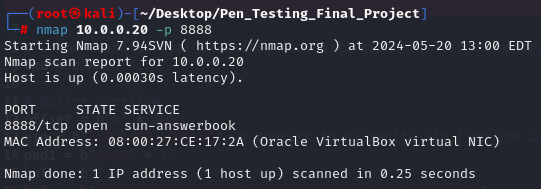 (root㉿kali)-[~/Desktop/Pen_Testing_Final_Project]
# nmap 10.0.0.20 -p 8888
Starting Nmap 7.94SVN ( https://nmap.org ) at 2024-05-20 13:00 EDT
Nmap scan report for 10.0.0.20
Host is up (0.00030s latency).
PORT     STATE SERVICE
8888/tcp open  sun-answerbook
MAC Address: 08:00:27:CE:17:2A (Oracle VirtualBox virtual NIC)
Nmap done: 1 IP address (1 host up) scanned in 0.25 seconds